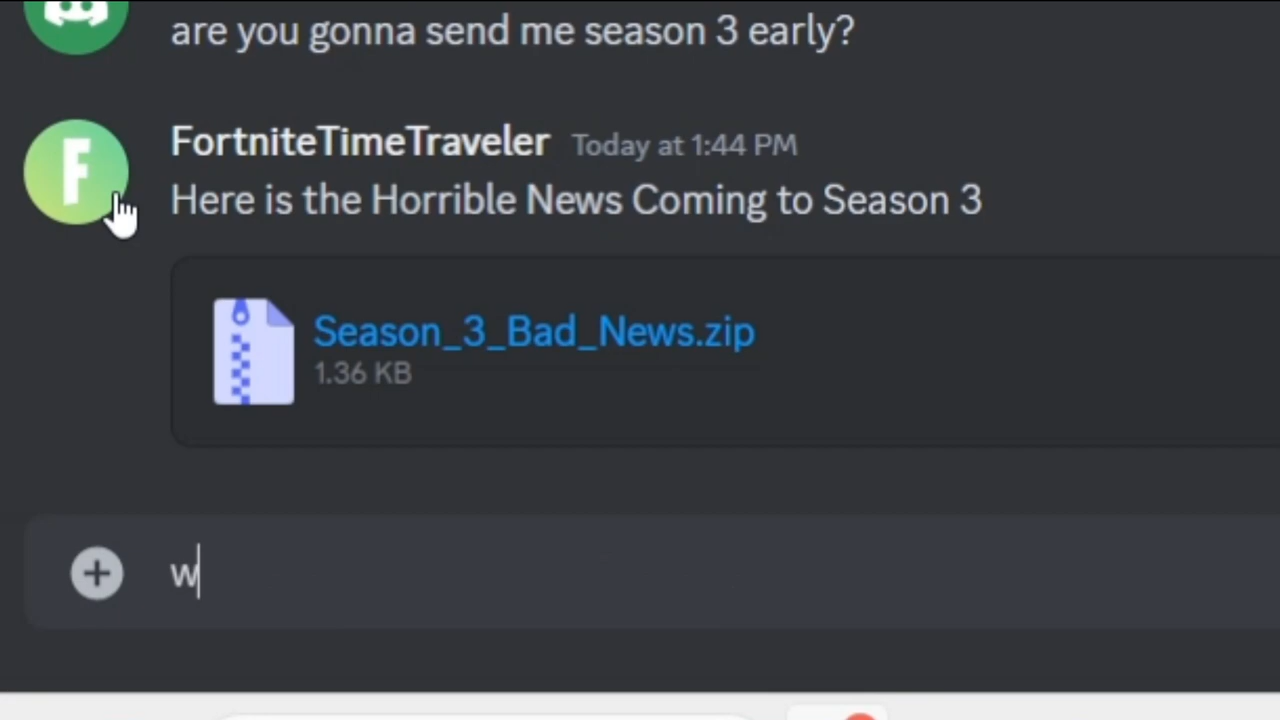 are you gonna send me season 3 early?
FortniteTimeTraveler Today at 1:44 PM
Here is the Horrible News Coming to Season 3
Season_3_Bad_News.zip
1.36 KB
w